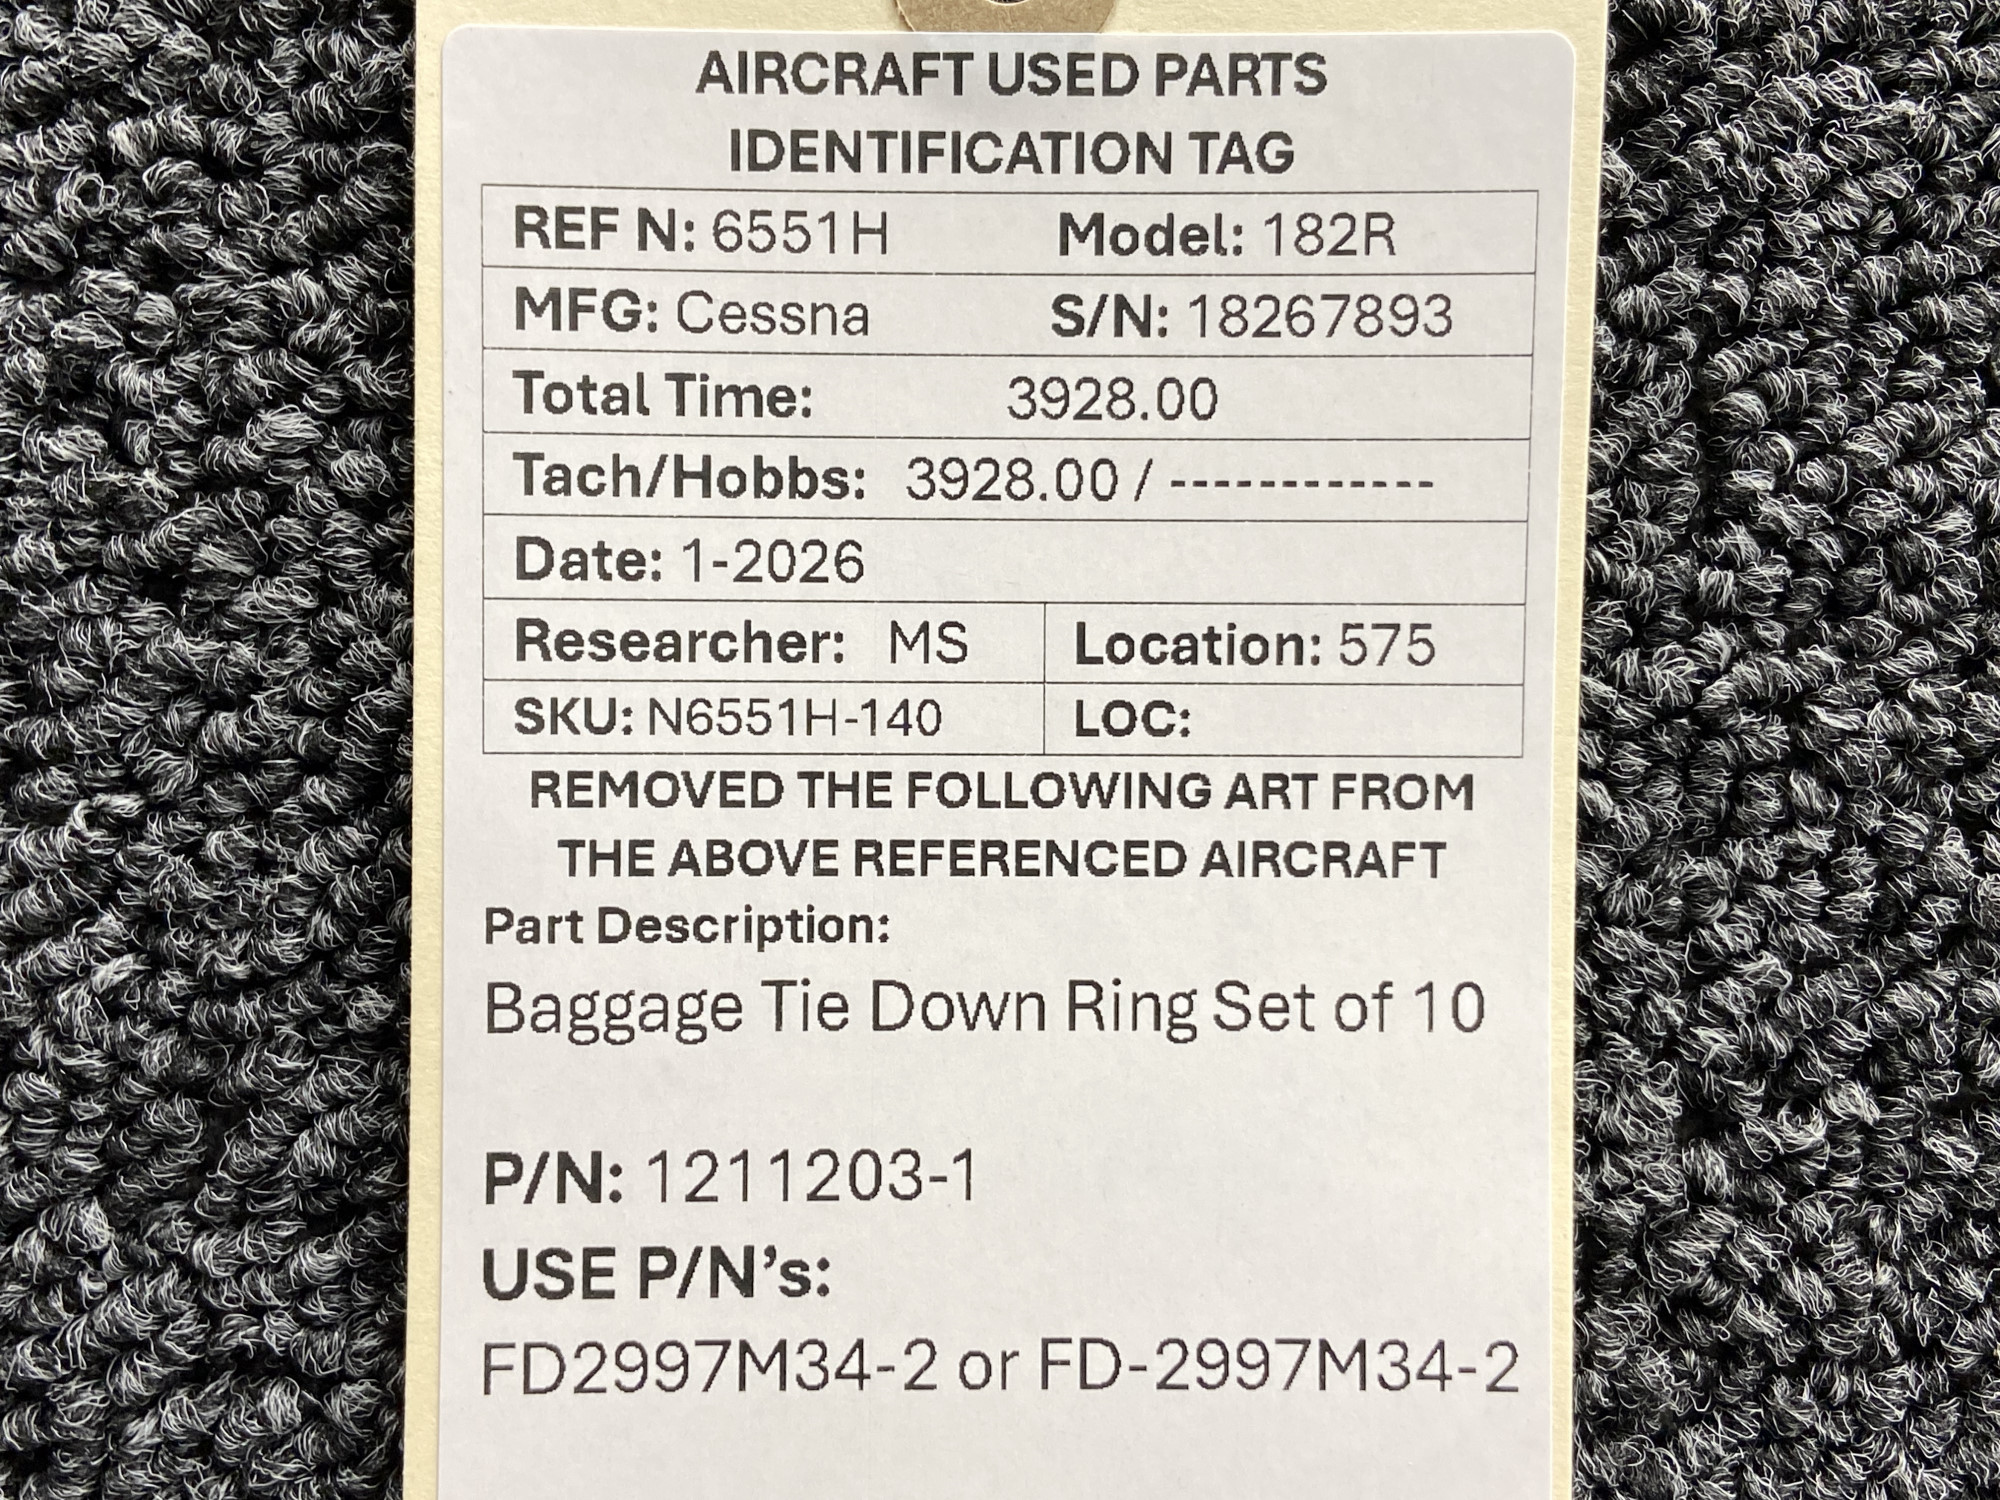 AIRCRAFT USED PARTS
IDENTIFICATION TAG
REF N: 6551H Model: 182R
MFG: Cessna S/N: 18267893
Total Time: 3928.00
Tach/Hobbs: 3928.00 / ------------
Date: 1-2026
Researcher: MS Location: 575
SKU: N6551H-140 LOC:
REMOVED THE FOLLOWING ART FROM
THE ABOVE REFERENCED AIRCRAFT
Part Description:
Baggage Tie Down Ring Set of 10
P/N: 1211203-1
USE P/N's:
FD2997M34-2 or FD-2997M34-2